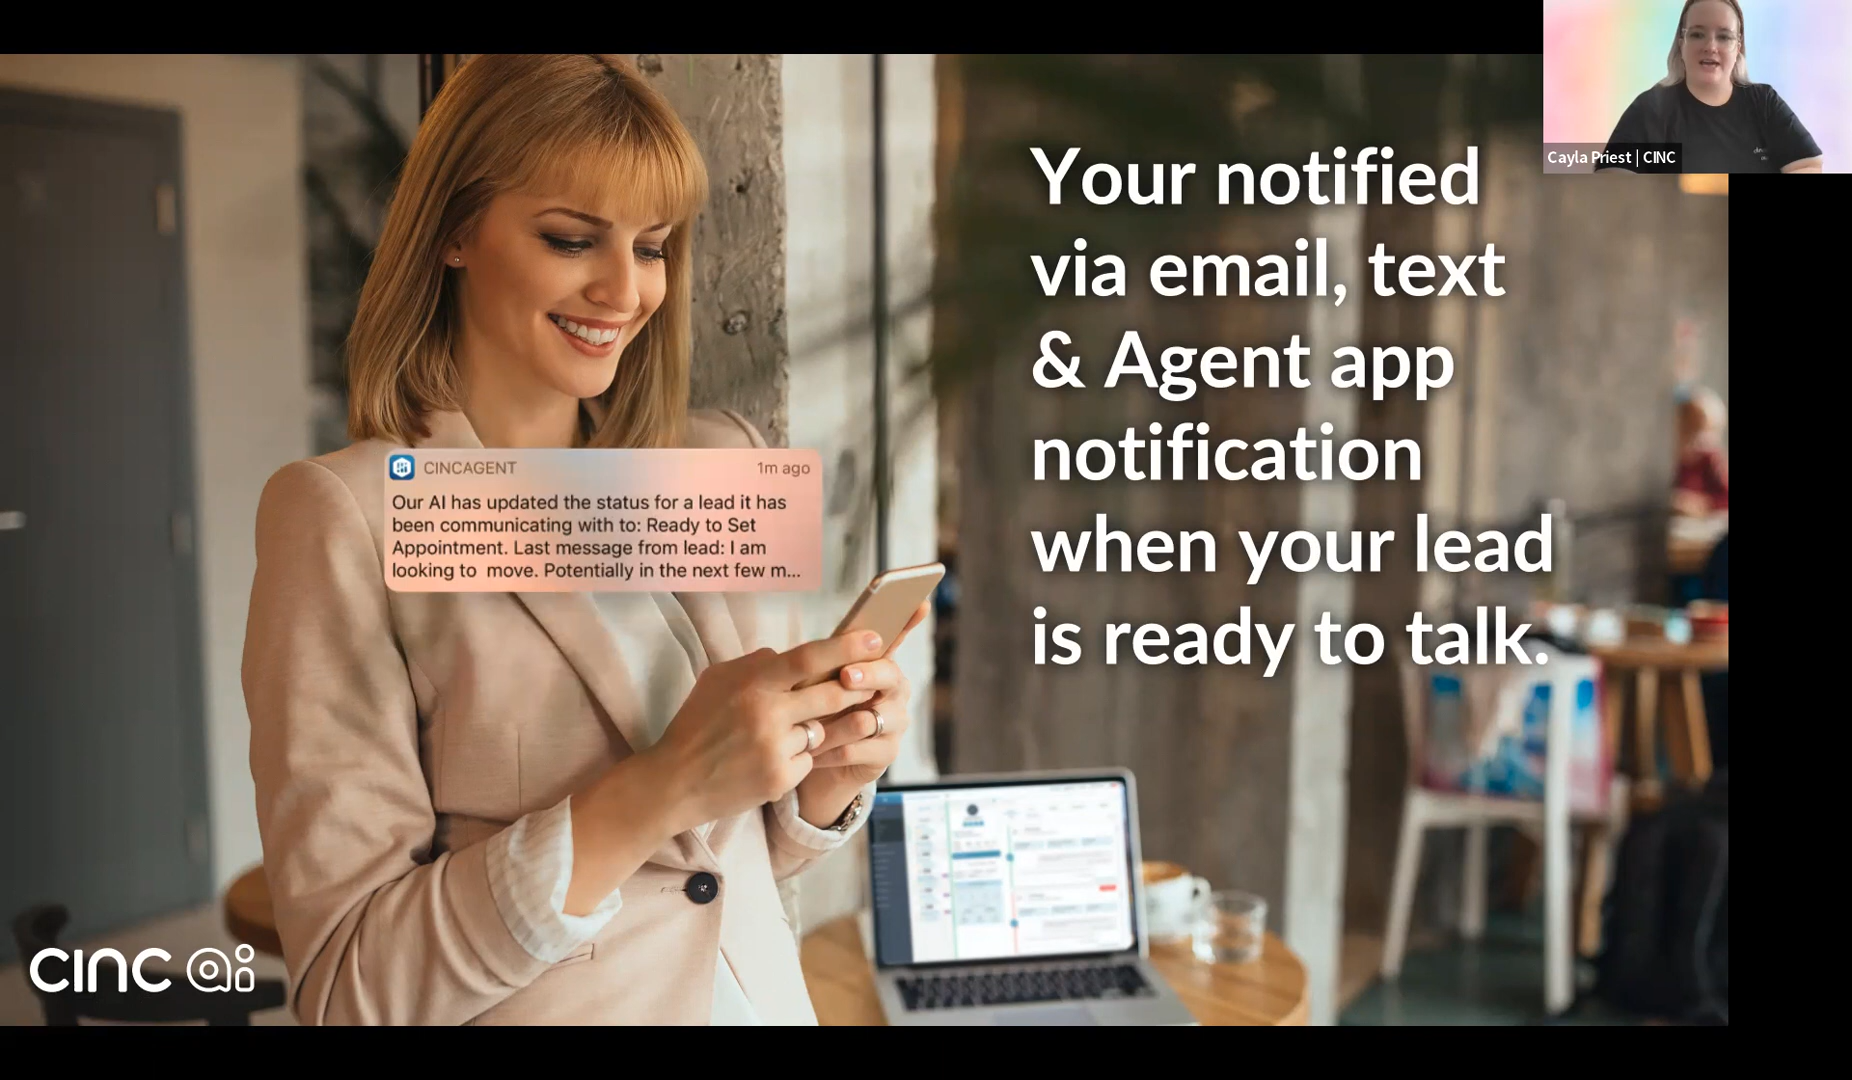 Cayla Priest | CINC
Your notified
via email, text
& Agent app
notification
when your lead
is ready to talk.
CINCAGENT 1m ago
Our AI has updated the status for a lead it has
been communicating with to: Ready to Set
Appointment. Last message from lead: I am
looking to move. Potentially in the next few m...
cinc ai